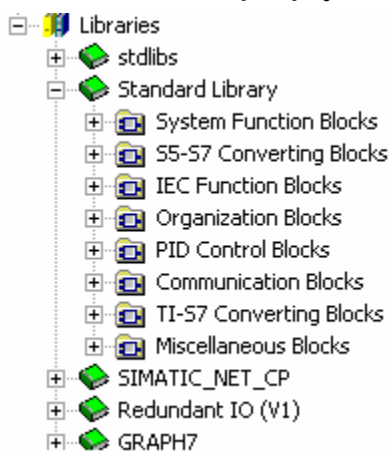 Libraries
stdlibs
Standard Library
System Function Blocks
S5-S7 Converting Blocks
IEC Function Blocks
Organization Blocks
PID Control Blocks
Communication Blocks
TI-S7 Converting Blocks
Miscellaneous Blocks
SIMATIC_NET_CP
Redundant IO (V1)
GRAPH7